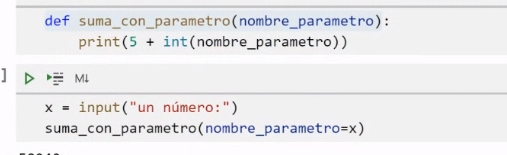 def suma_con_parametro(nombre_parametro):
    print(5 + int(nombre_parametro))
] M↓
x = input("un número:")
suma_con_parametro(nombre_parametro=x)